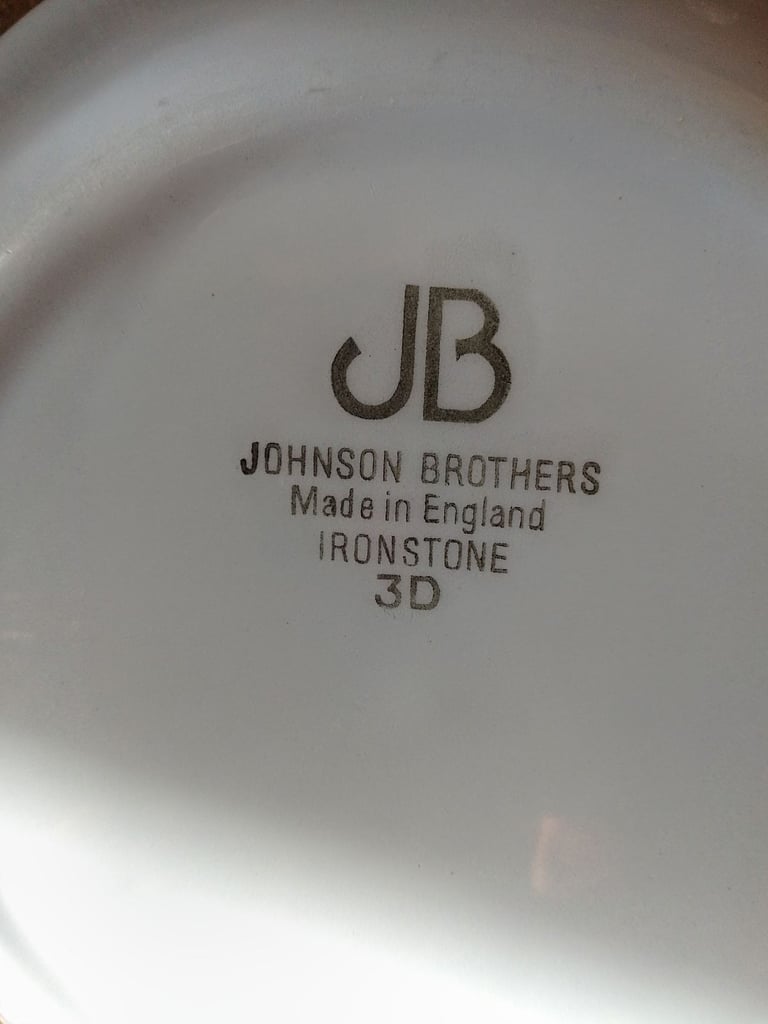 JB
JOHNSON BROTHERS
Made in England
IRONSTONE
3D